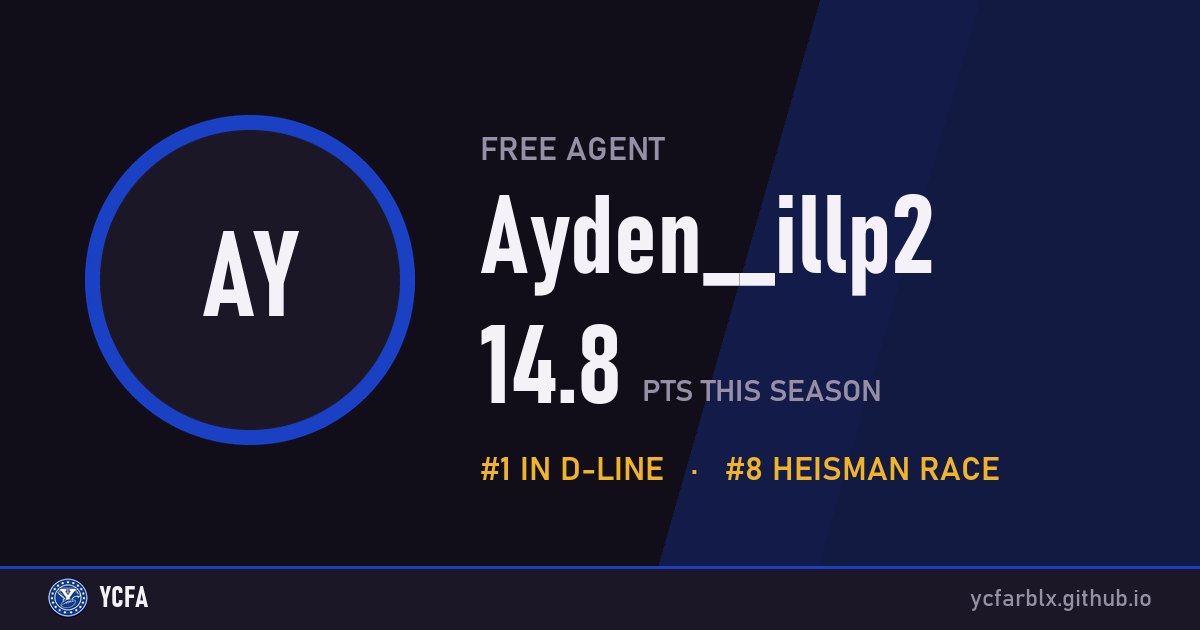 FREE AGENT
AY
Ayden__illp2
14.8 PTS THIS SEASON
#1 IN D-LINE · #8 HEISMAN RACE
YCFA
ycfarblx.github.io